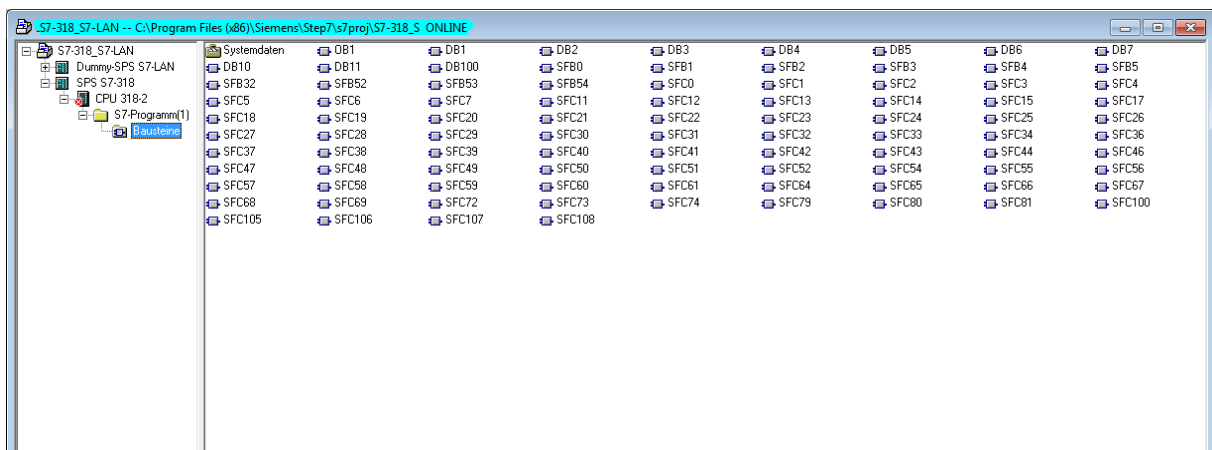 S7-318_S7-LAN -- C:\Program Files (x86)\Siemens\Step7\s7proj\S7-318_S ONLINE
S7-318_S7-LAN
Dummy-SPS S7-LAN
SPS S7-318
CPU 318-2
S7-Programm(1)
Bausteine
Systemdaten OB1 DB1 DB2 DB3 DB4 DB5 DB6 DB7
DB10 DB11 DB100 SFB0 SFB1 SFB2 SFB3 SFB4 SFB5
SFB32 SFB52 SFB53 SFB54 SFC0 SFC1 SFC2 SFC3 SFC4
SFC5 SFC6 SFC7 SFC11 SFC12 SFC13 SFC14 SFC15 SFC17
SFC18 SFC19 SFC20 SFC21 SFC22 SFC23 SFC24 SFC25 SFC26
SFC27 SFC28 SFC29 SFC30 SFC31 SFC32 SFC33 SFC34 SFC36
SFC37 SFC38 SFC39 SFC40 SFC41 SFC42 SFC43 SFC44 SFC46
SFC47 SFC48 SFC49 SFC50 SFC51 SFC52 SFC54 SFC55 SFC56
SFC57 SFC58 SFC59 SFC60 SFC61 SFC64 SFC65 SFC66 SFC67
SFC68 SFC69 SFC72 SFC73 SFC74 SFC79 SFC80 SFC81 SFC100
SFC105 SFC106 SFC107 SFC108